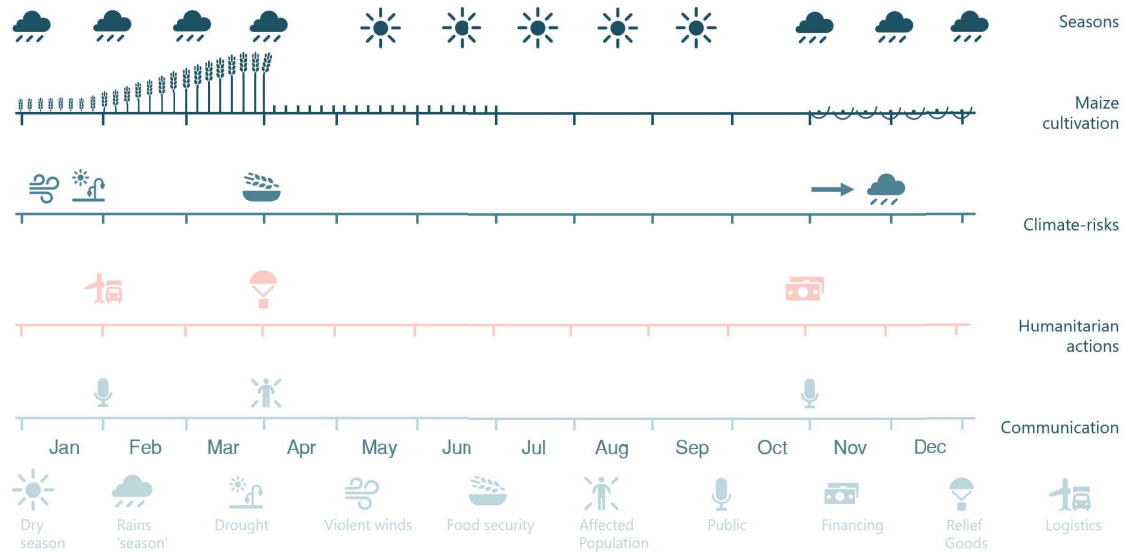 Seasons
Maize
cultivation
Climate-risks
Humanitarian
actions
Communication
Jan Feb Mar Apr May Jun Jul Aug Sep Oct Nov Dec
Dry
season
Rains
'season'
Drought
Violent winds
Food security
Affected
Population
Public
Financing
Relief
Goods
Logistics